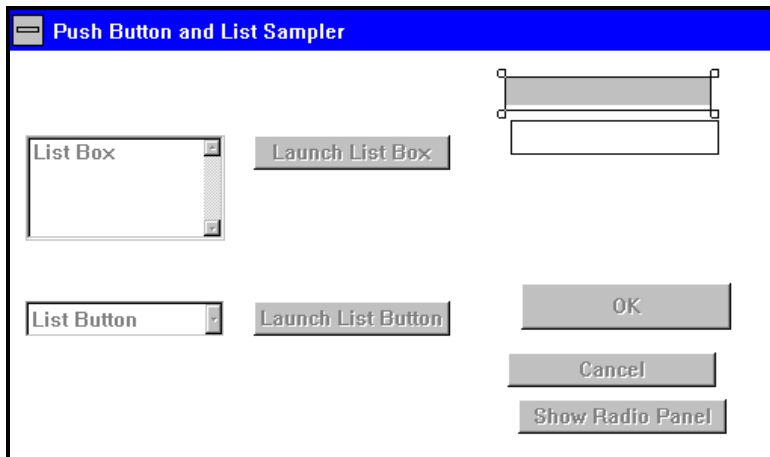 Push Button and List Sampler
List Box
Launch List Box
List Button
Launch List Button
OK
Cancel
Show Radio Panel